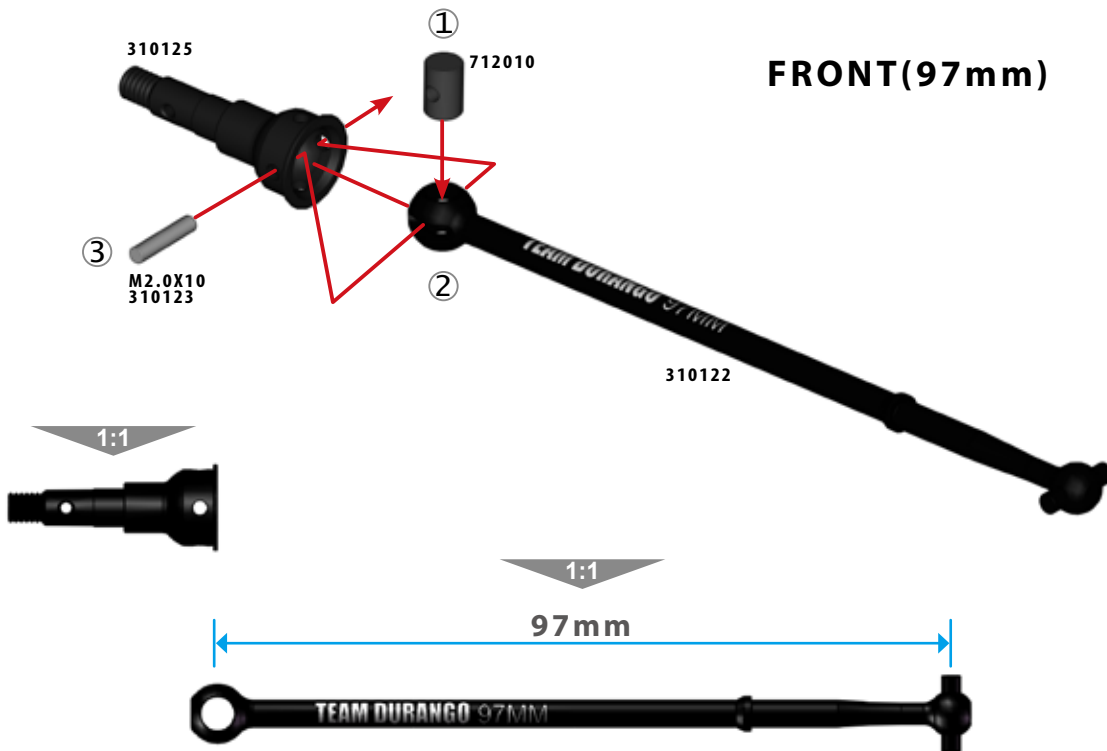 ①
310125
712010
FRONT(97mm)
③
M2.0X10
310123
②
TEAM DURANGO 97MM
310122
1:1
1:1
97mm
TEAM DURANGO 97MM